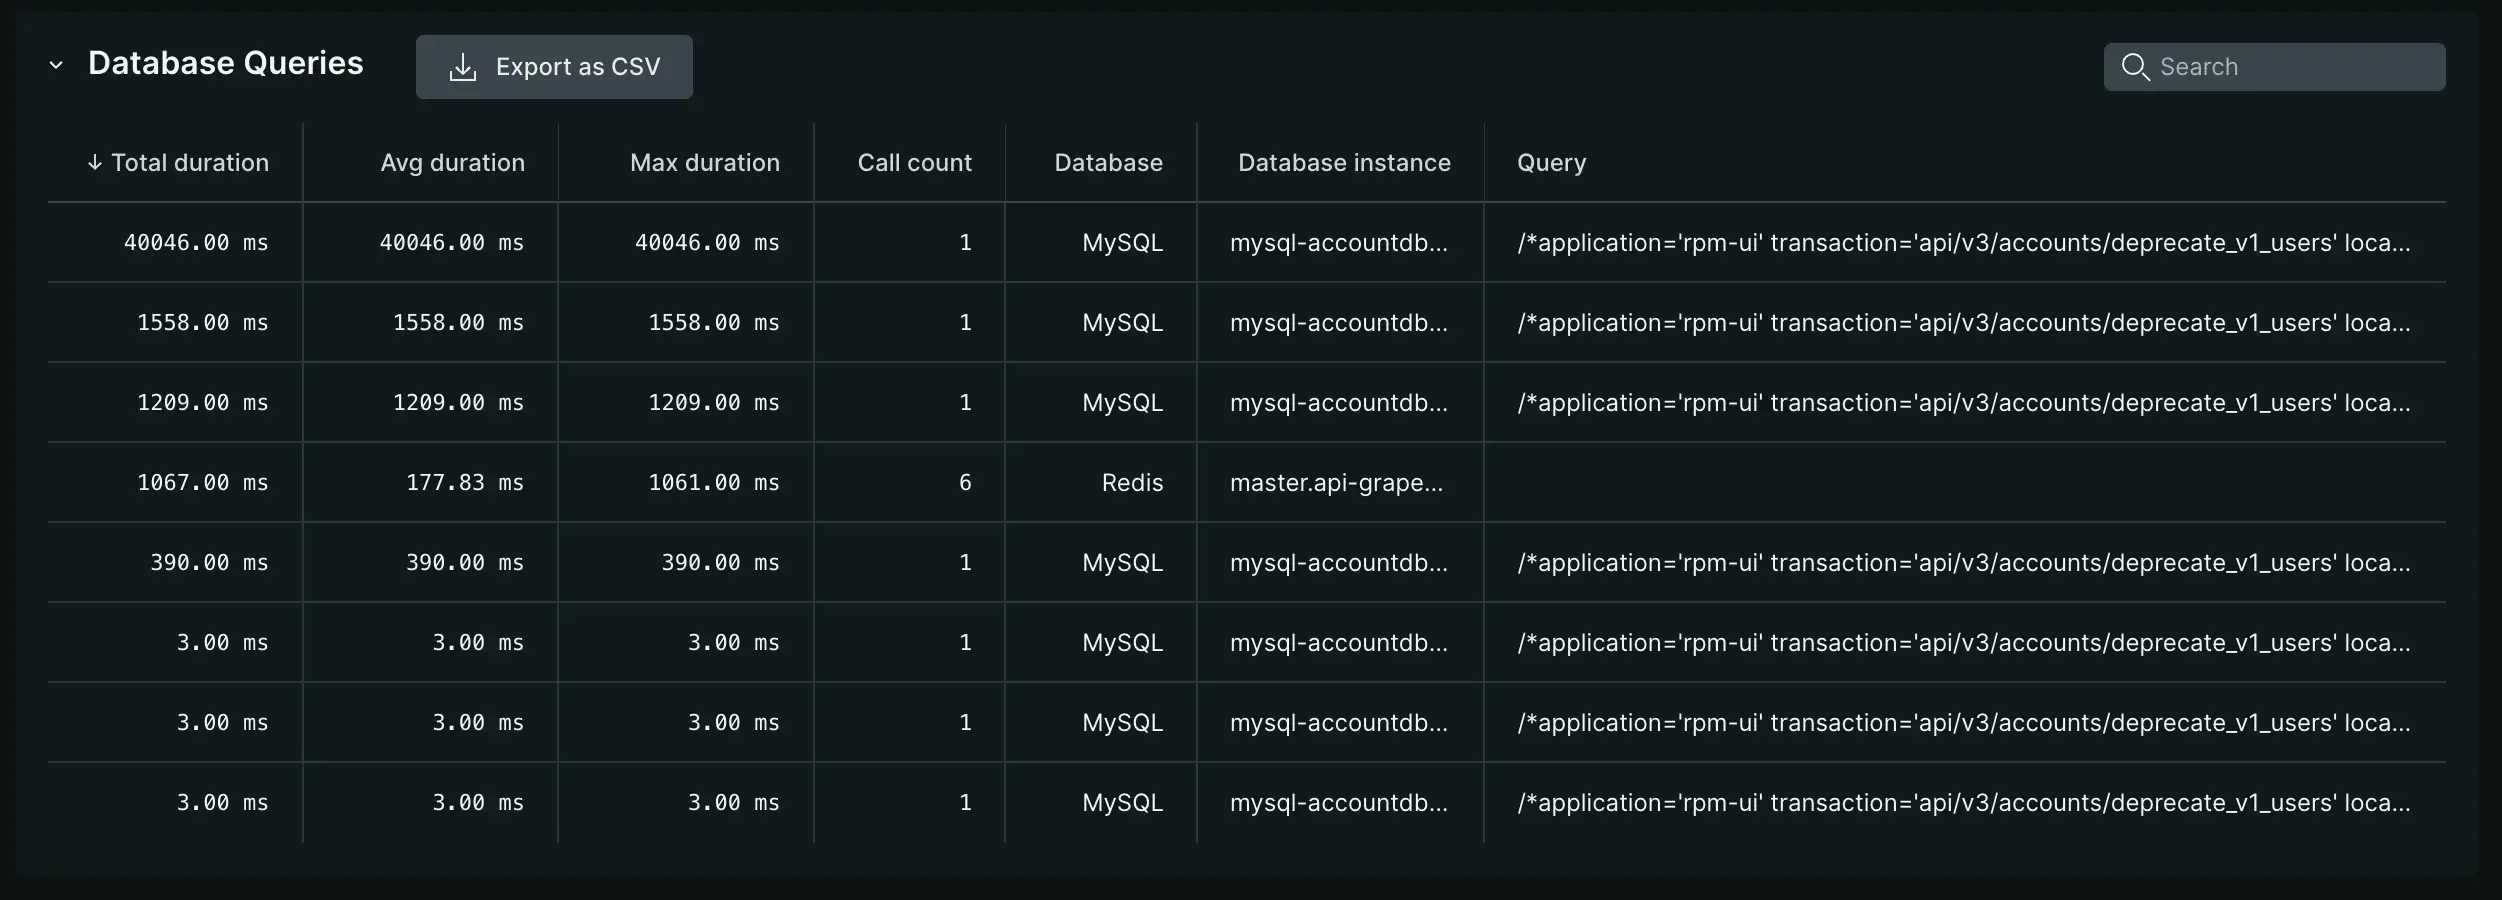 Database Queries Export as CSV Search
↓ Total duration Avg duration Max duration Call count Database Database instance Query
40046.00 ms 40046.00 ms 40046.00 ms 1 MySQL mysql-accountdb... /*application='rpm-ui' transaction='api/v3/accounts/deprecate_v1_users' loca...
1558.00 ms 1558.00 ms 1558.00 ms 1 MySQL mysql-accountdb... /*application='rpm-ui' transaction='api/v3/accounts/deprecate_v1_users' loca...
1209.00 ms 1209.00 ms 1209.00 ms 1 MySQL mysql-accountdb... /*application='rpm-ui' transaction='api/v3/accounts/deprecate_v1_users' loca...
1067.00 ms 177.83 ms 1061.00 ms 6 Redis master.api-grape...
390.00 ms 390.00 ms 390.00 ms 1 MySQL mysql-accountdb... /*application='rpm-ui' transaction='api/v3/accounts/deprecate_v1_users' loca...
3.00 ms 3.00 ms 3.00 ms 1 MySQL mysql-accountdb... /*application='rpm-ui' transaction='api/v3/accounts/deprecate_v1_users' loca...
3.00 ms 3.00 ms 3.00 ms 1 MySQL mysql-accountdb... /*application='rpm-ui' transaction='api/v3/accounts/deprecate_v1_users' loca...
3.00 ms 3.00 ms 3.00 ms 1 MySQL mysql-accountdb... /*application='rpm-ui' transaction='api/v3/accounts/deprecate_v1_users' loca...